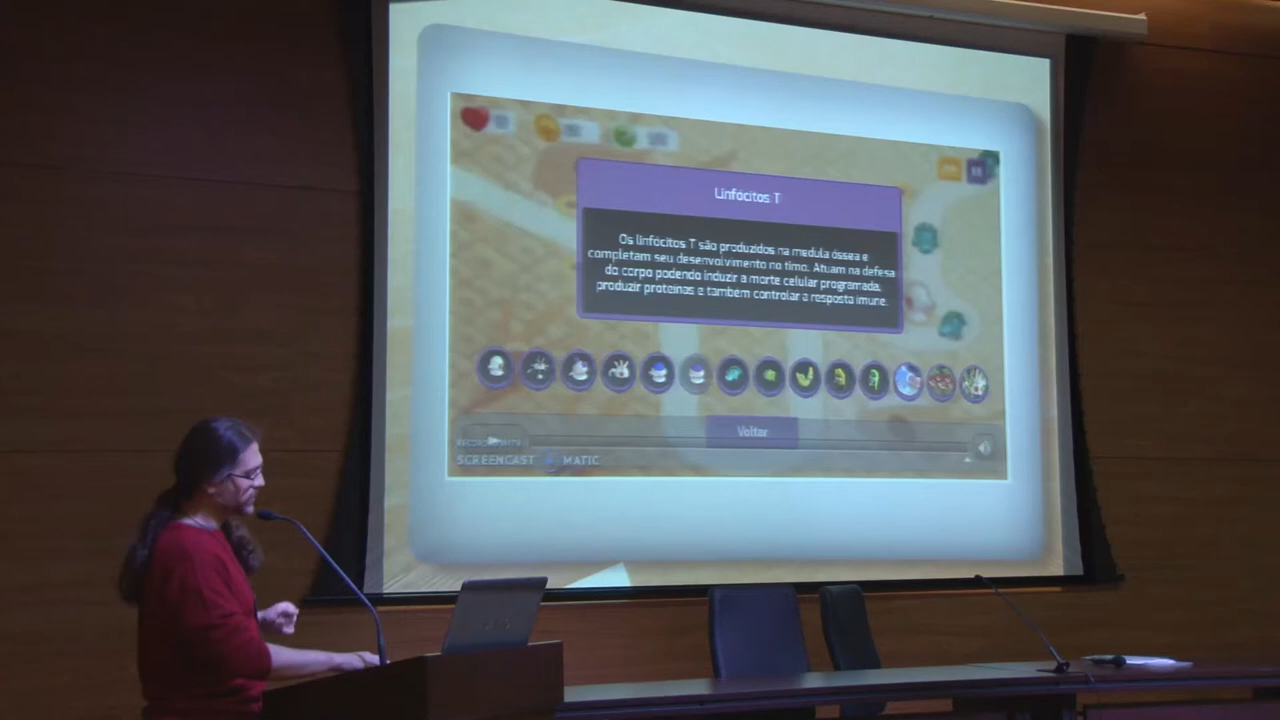 Linfócitos T
Os linfócitos T são produzidos na medula óssea e
completam seu desenvolvimento no timo. Atuam na defesa
do corpo podendo induzir a morte celular programada,
produzir proteínas e também controlar a resposta imune.
Voltar
SCREENCAST MATIC